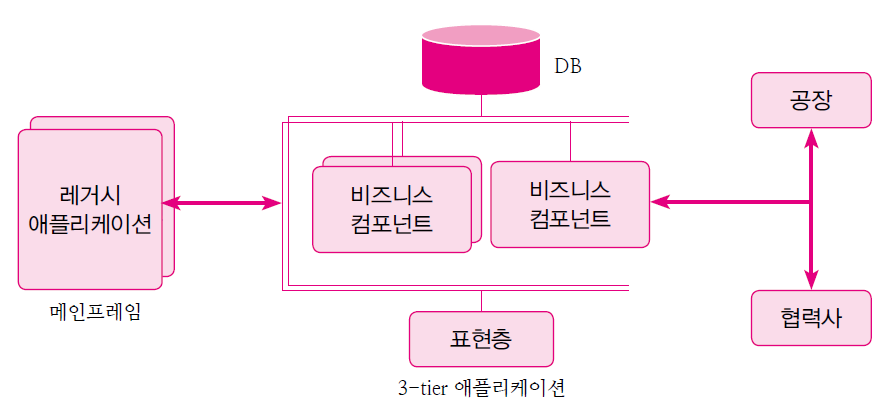 DB
공장
레거시
애플리케이션
비즈니스
컴포넌트
비즈니스
컴포넌트
메인프레임
협력사
표현층
3-tier 애플리케이션